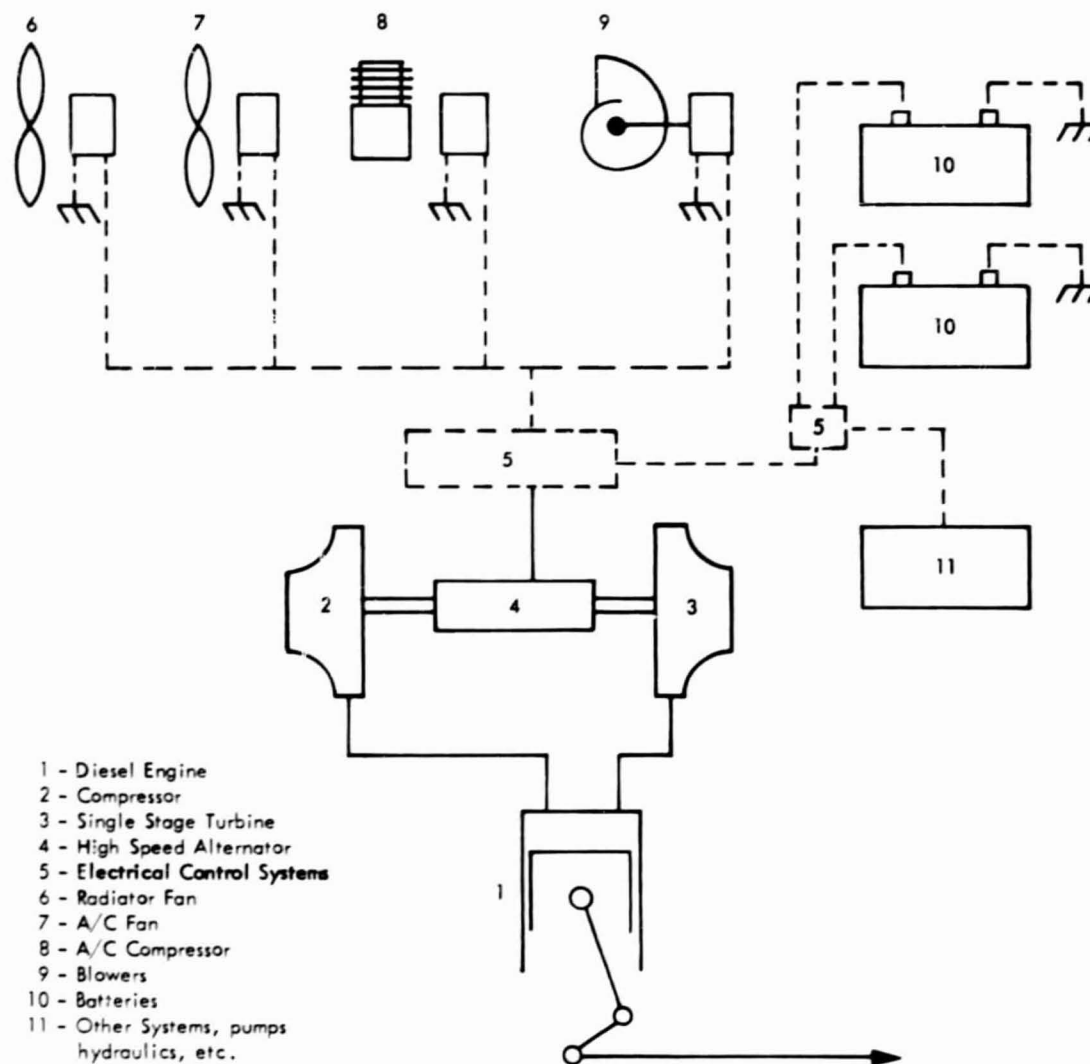 6
7
8
9
10
10
5
5
11
2
4
3
1
1 - Diesel Engine
2 - Compressor
3 - Single Stage Turbine
4 - High Speed Alternator
5 - Electrical Control Systems
6 - Radiator Fan
7 - A/C Fan
8 - A/C Compressor
9 - Blowers
10 - Batteries
11 - Other Systems, pumps
hydraulics, etc.